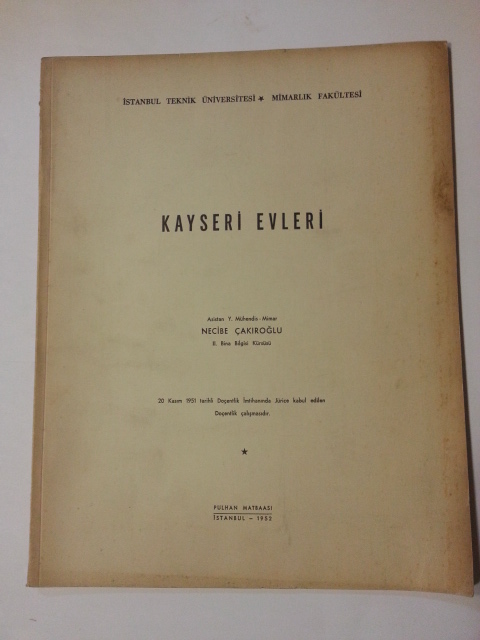 İSTANBUL TEKNİK ÜNİVERSİTESİ ★ MİMARLIK FAKÜLTESİ
KAYSERİ EVLERİ
Asistan Y. Mühendis - Mimar
NECİBE ÇAKIROĞLU
II. Bina Bilgisi Kürsüsü
20 Kasım 1951 tarihli Doçentlik İmtihanında Jürice kabul edilen
Doçentlik çalışmasıdır.
★
PULHAN MATBAASI
İSTANBUL – 1952